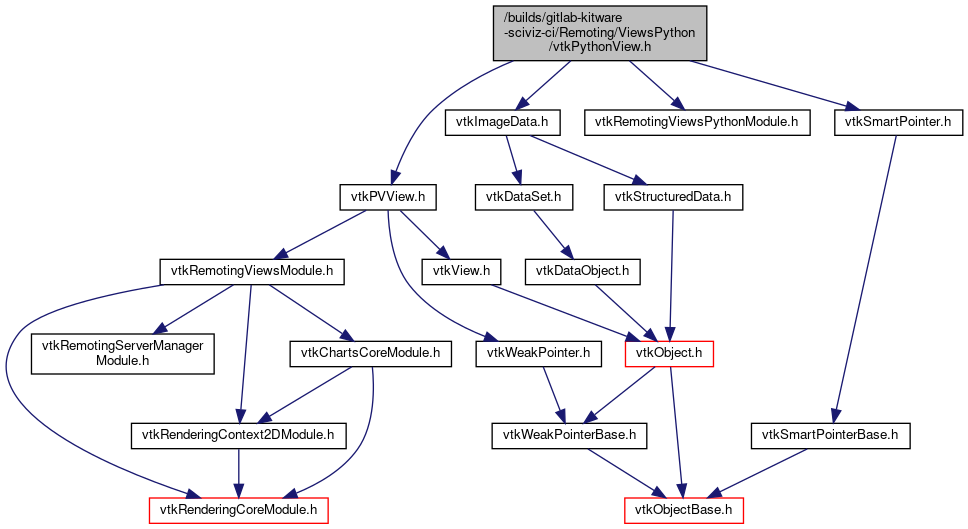 /builds/gitlab-kitware
-sciviz-ci/Remoting/ViewsPython
/vtkPythonView.h
vtkImageData.h
vtkRemotingViewsPythonModule.h
vtkSmartPointer.h
vtkPVView.h
vtkDataSet.h
vtkStructuredData.h
vtkRemotingViewsModule.h
vtkView.h
vtkDataObject.h
vtkRemotingServerManager
Module.h
vtkChartsCoreModule.h
vtkWeakPointer.h
vtkObject.h
vtkRenderingContext2DModule.h
vtkWeakPointerBase.h
vtkSmartPointerBase.h
vtkRenderingCoreModule.h
vtkObjectBase.h